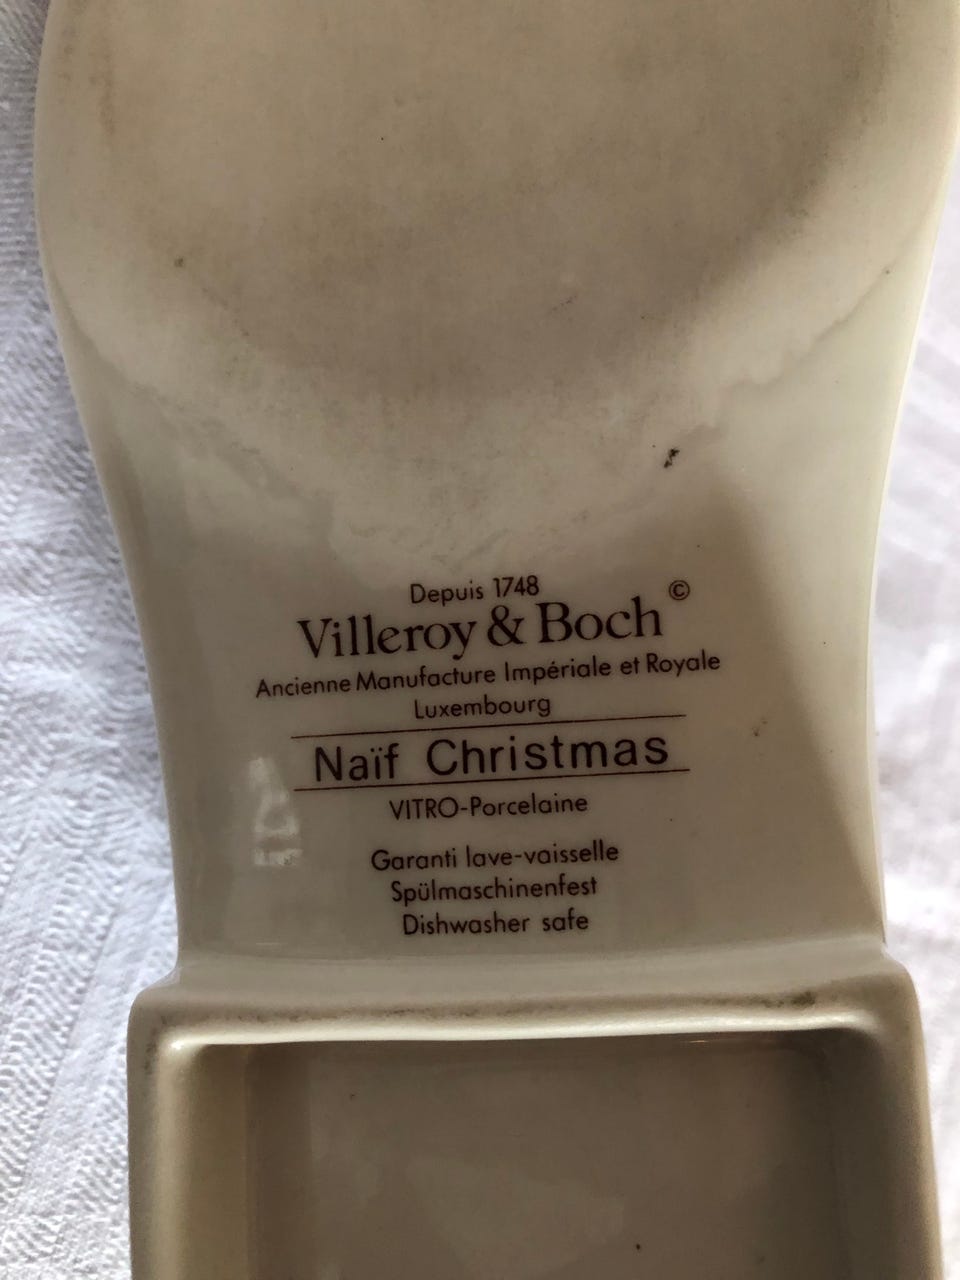 Depuis 1748
Villeroy & Boch ©
Ancienne Manufacture Impériale et Royale
Luxembourg
Naïf Christmas
VITRO-Porcelaine
Garanti lave-vaisselle
Spülmaschinenfest
Dishwasher safe